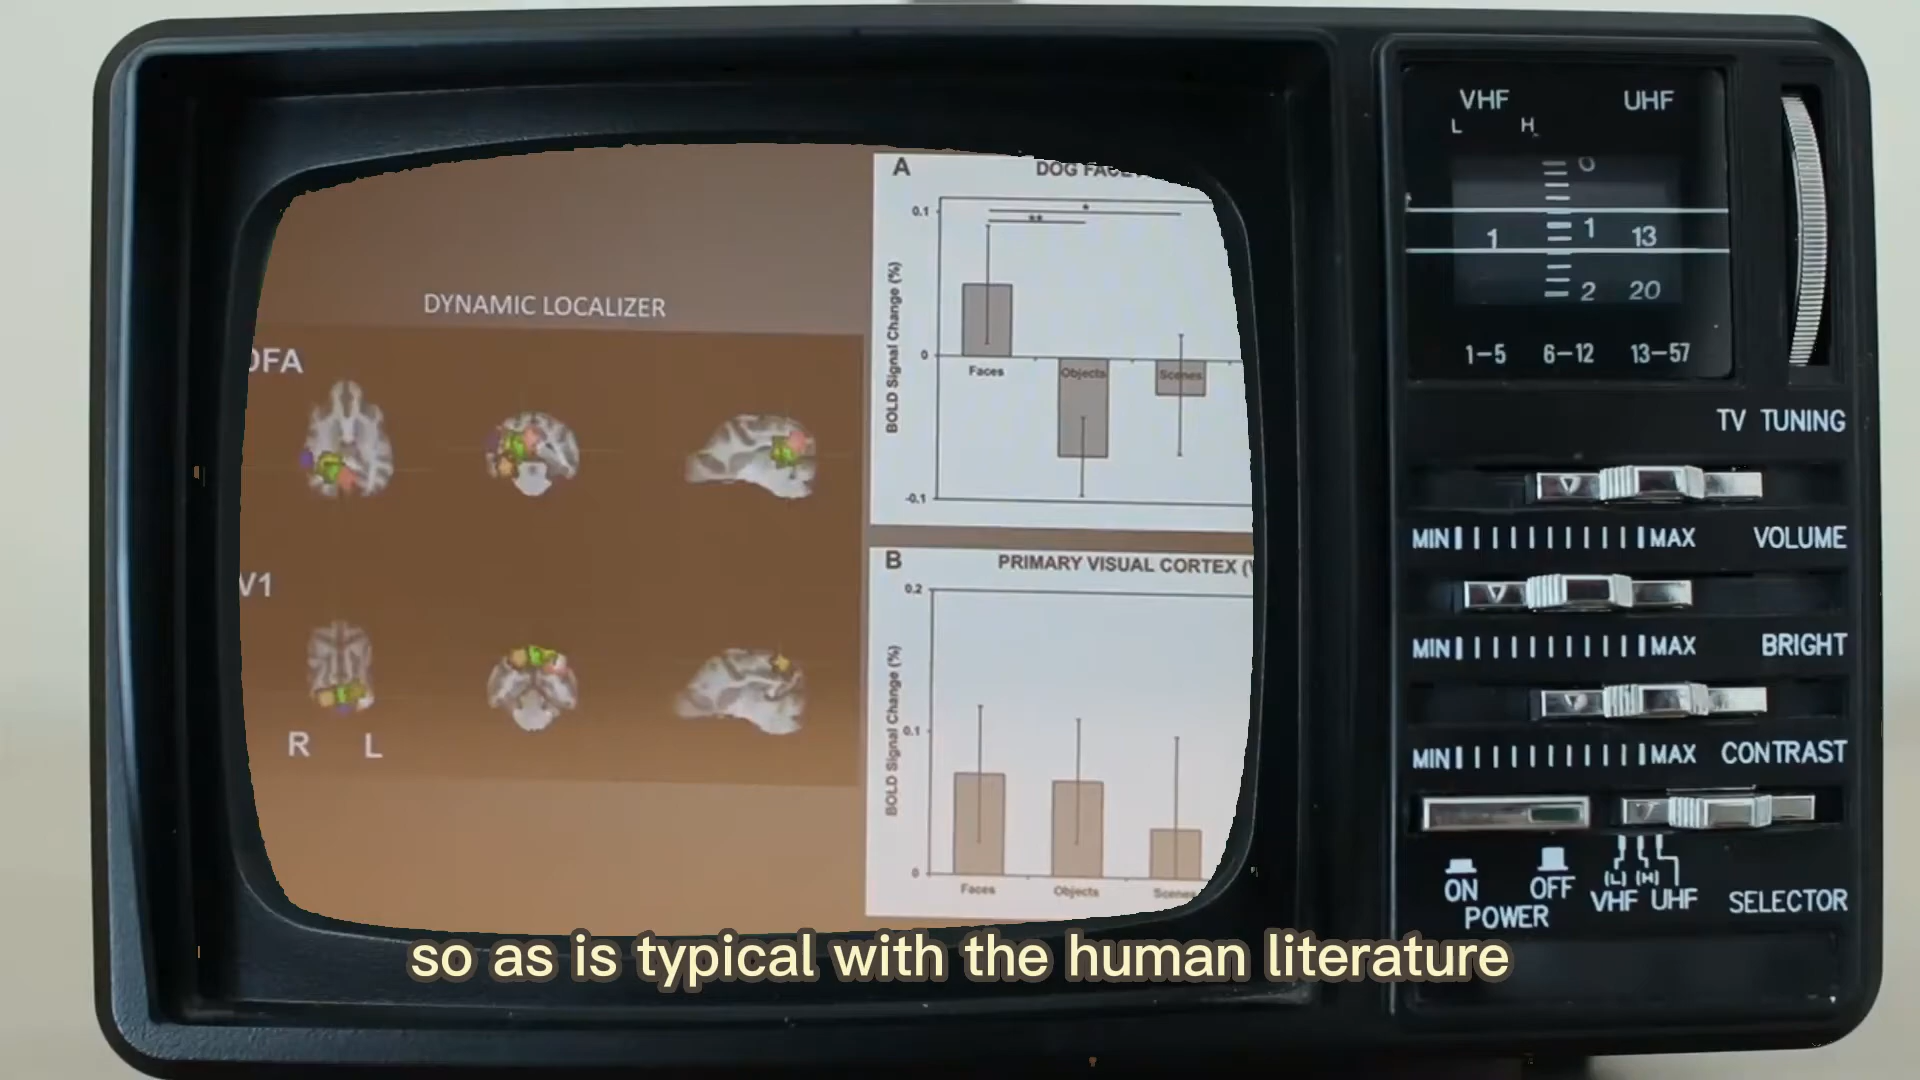 DYNAMIC LOCALIZER
DFA
V1
R L
A
DOG FACE
0.1
**
*
BOLD Signal Change (%)
0
Faces
Objects
Scenes
-0.1
B
PRIMARY VISUAL CORTEX (V
0.2
BOLD Signal Change (%)
0.1
0
Faces
Objects
Scenes
VHF UHF
L H
0
1 1 13
2 20
1-5 6-12 13-57
TV TUNING
MIN MAX VOLUME
MIN MAX BRIGHT
MIN MAX CONTRAST
ON OFF
POWER
(L) (H)
VHF UHF
SELECTOR
so as is typical with the human literature